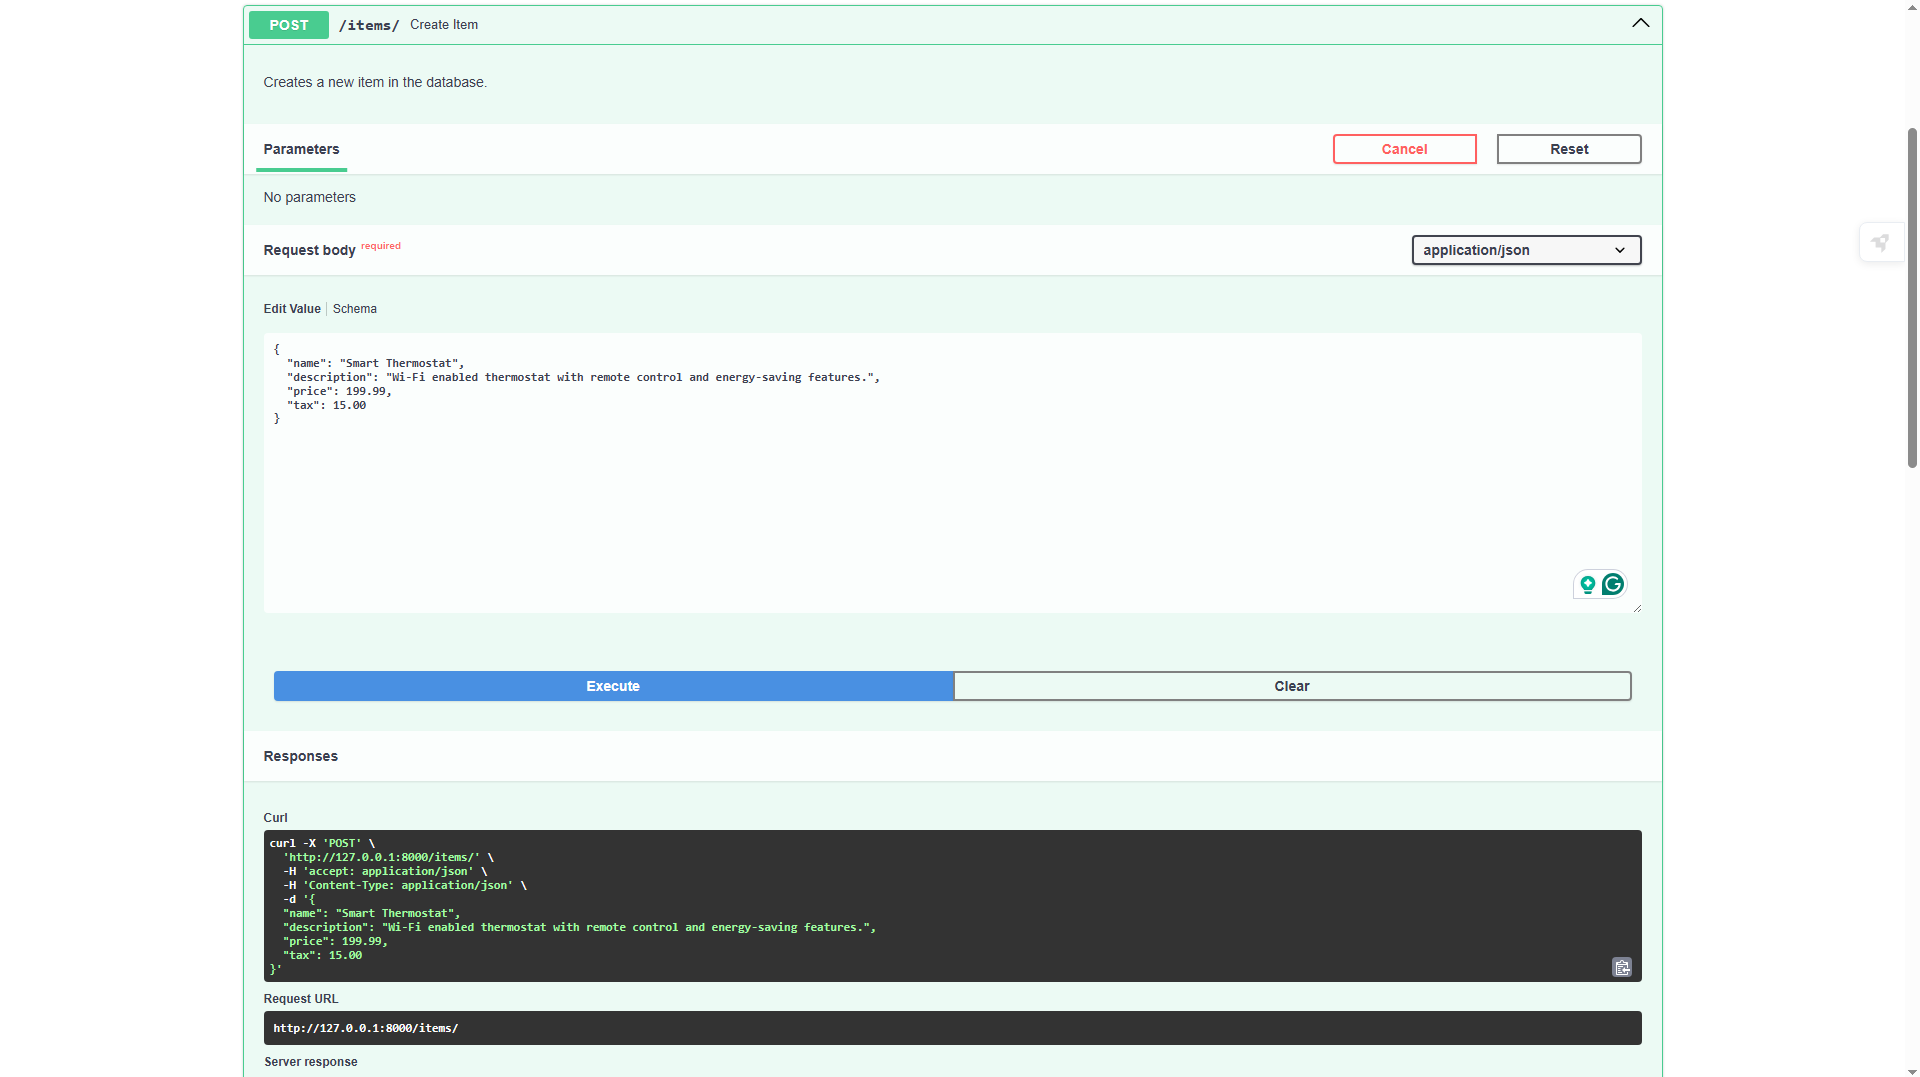 POST /items/ Create Item
Creates a new item in the database.
Parameters
Cancel
Reset
No parameters
Request body required
application/json
Edit Value | Schema
{
  "name": "Smart Thermostat",
  "description": "Wi-Fi enabled thermostat with remote control and energy-saving features.",
  "price": 199.99,
  "tax": 15.00
}
Execute
Clear
Responses
Curl
curl -X 'POST' \
  'http://127.0.0.1:8000/items/' \
  -H 'accept: application/json' \
  -H 'Content-Type: application/json' \
  -d '{
  "name": "Smart Thermostat",
  "description": "Wi-Fi enabled thermostat with remote control and energy-saving features.",
  "price": 199.99,
  "tax": 15.00
}'
Request URL
http://127.0.0.1:8000/items/
Server response